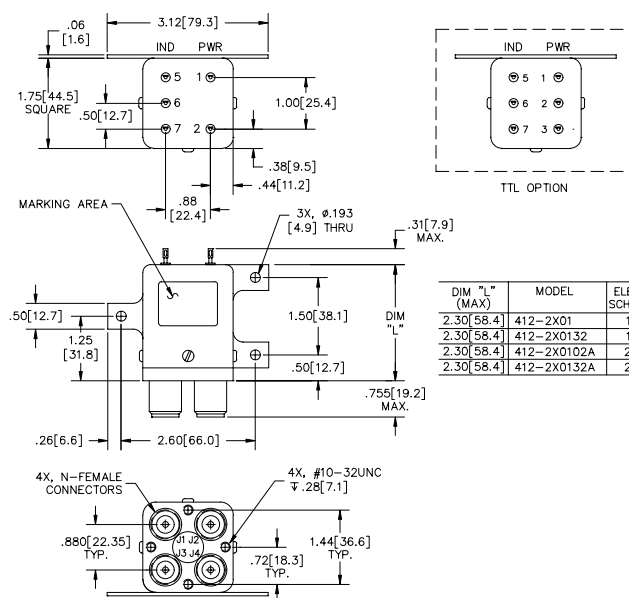 .06
[1.6]
3.12[79.3]
IND PWR
5 1
6
7 2
1.75[44.5]
SQUARE
.50[12.7]
1.00[25.4]
.38[9.5]
.44[11.2]
.88
[22.4]
IND PWR
5 1
6 2
7 3
TTL OPTION
MARKING AREA
3X, ø.193
[4.9] THRU
.31[7.9]
MAX.
.50[12.7]
1.25
[31.8]
1.50[38.1]
DIM
"L"
.50[12.7]
.755[19.2]
MAX.
.26[6.6]
2.60[66.0]
DIM "L"
(MAX) MODEL ELE
SCH
2.30[58.4] 412-2X01 1
2.30[58.4] 412-2X0132 1
2.30[58.4] 412-2X0102A 2
2.30[58.4] 412-2X0132A 2
4X, N-FEMALE
CONNECTORS
4X, #10-32UNC
↧.28[7.1]
J1 J2
J3 J4
.880[22.35]
TYP.
1.44[36.6]
TYP.
.72[18.3]
TYP.